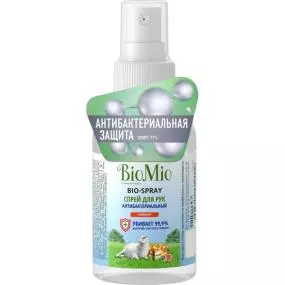 АНТИБАКТЕРИАЛЬНАЯ
ЗАЩИТА
BioMio
BIO-SPRAY
СПРЕЙ ДЛЯ РУК
АНТИБАКТЕРИАЛЬНЫЙ
УБИВАЕТ 99,9%